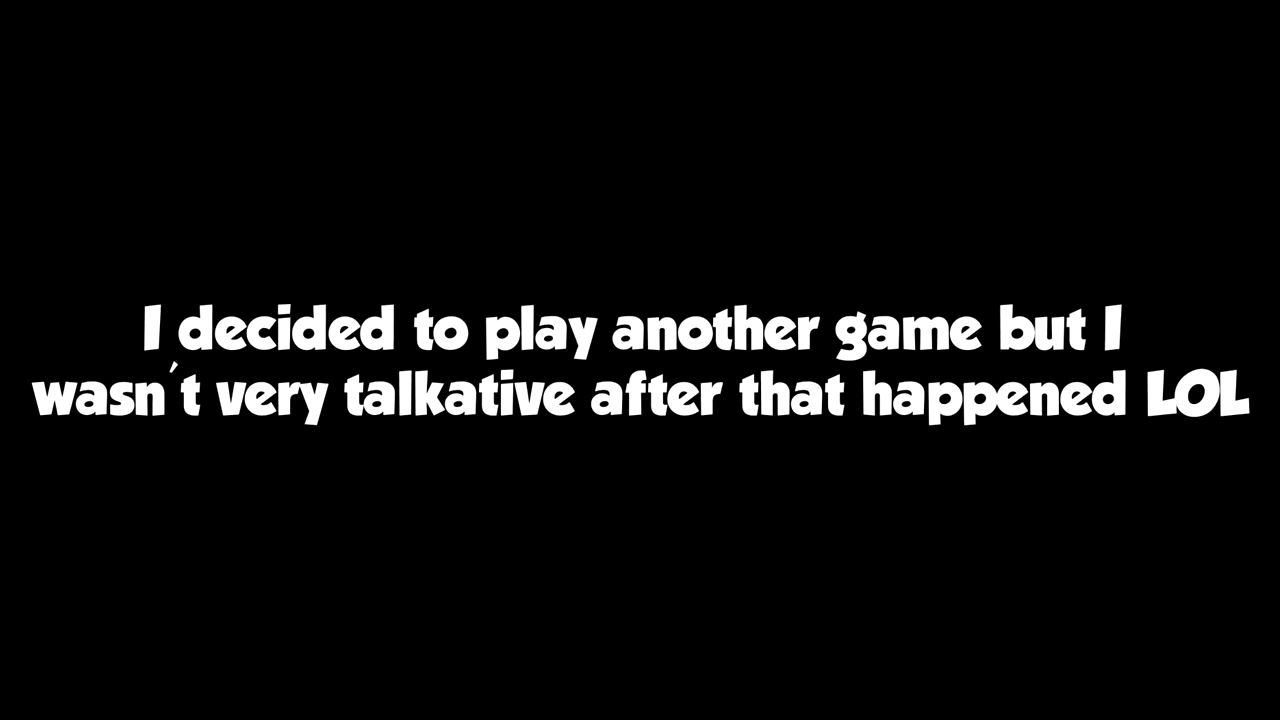 I decided to play another game but I
wasn't very talkative after that happened LOL